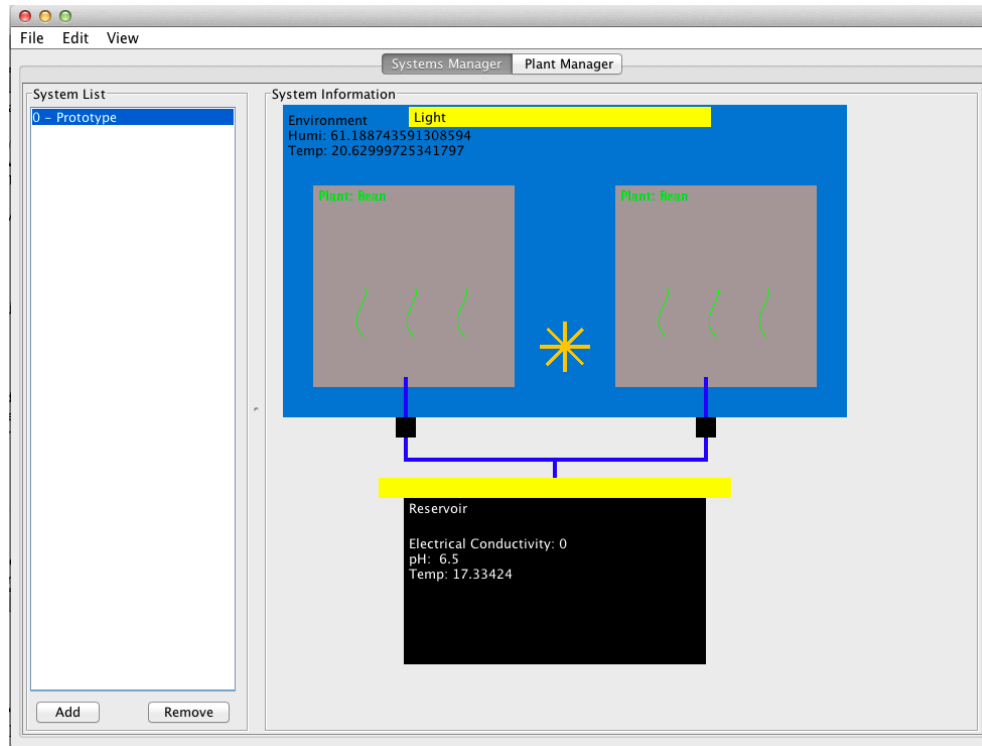 File Edit View
Systems Manager Plant Manager
System List
0 - Prototype
Add Remove
System Information
Light
Environment
Humi: 61.188743591308594
Temp: 20.62999725341797
Plant: Bean Plant: Bean
Reservoir
Electrical Conductivity: 0
pH: 6.5
Temp: 17.33424